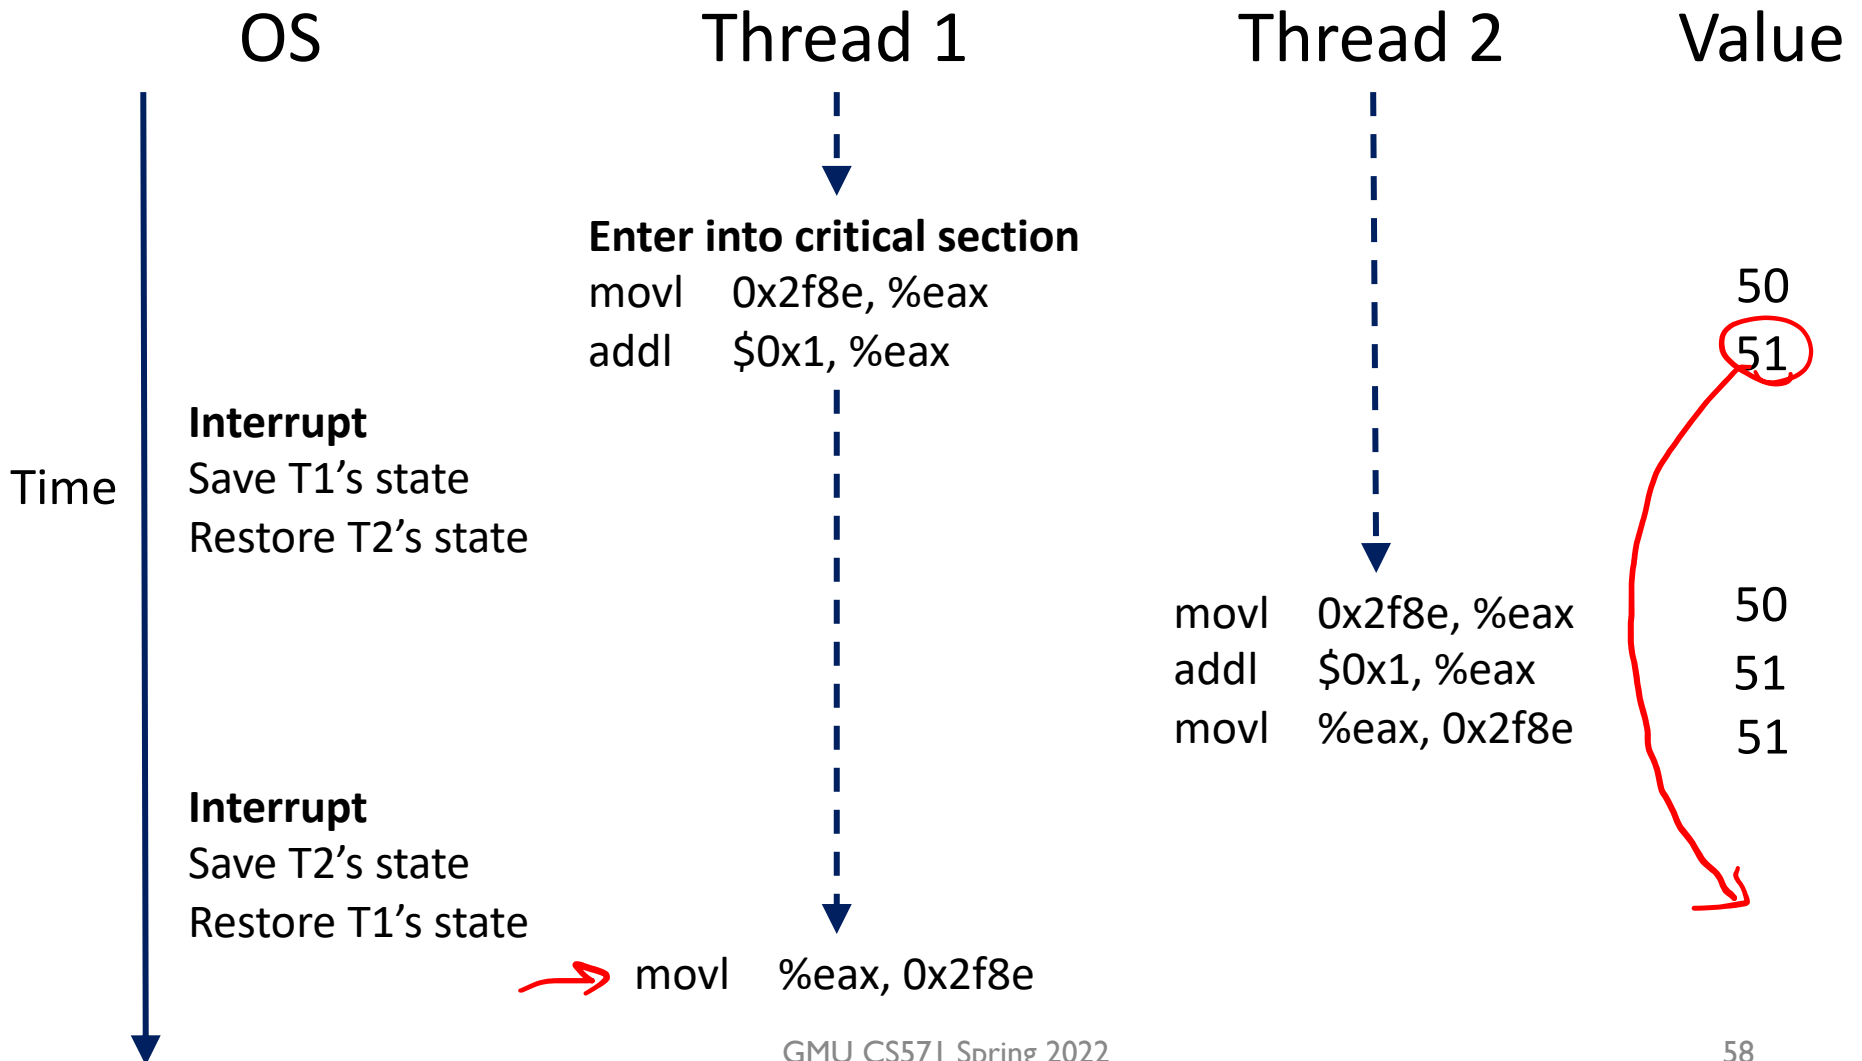 OS Thread 1 Thread 2 Value
Enter into critical section
movl 0x2f8e, %eax 50
addl $0x1, %eax 51
Interrupt
Time Save T1’s state
Restore T2’s state
movl 0x2f8e, %eax 50
addl $0x1, %eax 51
movl %eax, 0x2f8e 51
Interrupt
Save T2’s state
Restore T1’s state
movl %eax, 0x2f8e
GMU CS571 Spring 2022 58